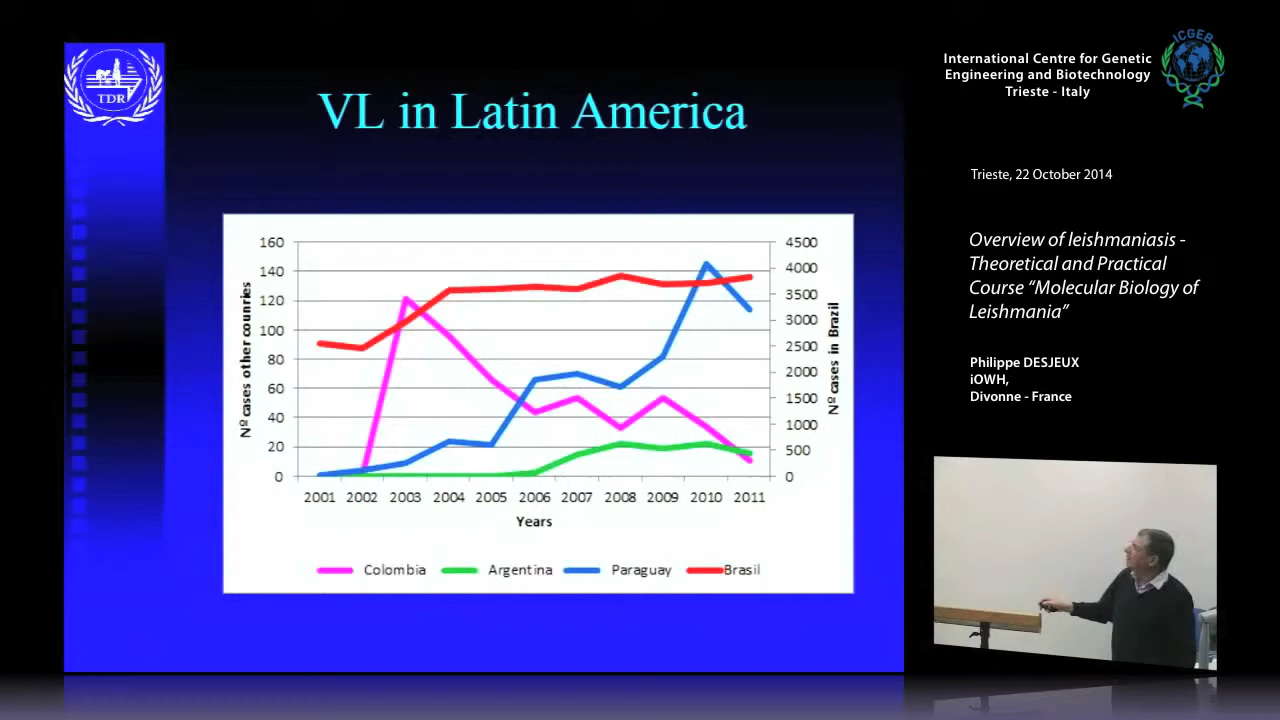 TDR
VL in Latin America
Nº cases other counries
160
140
120
100
80
60
40
20
0
4500
4000
3500
3000
2500
2000
1500
1000
500
0
Nº cases in Brazil
2001 2002 2003 2004 2005 2006 2007 2008 2009 2010 2011
Years
Colombia Argentina Paraguay Brasil
International Centre for Genetic
Engineering and Biotechnology
Trieste - Italy
ICGEB
Trieste, 22 October 2014
Overview of leishmaniasis -
Theoretical and Practical
Course “Molecular Biology of
Leishmania”
Philippe DESJEUX
iOWH,
Divonne - France